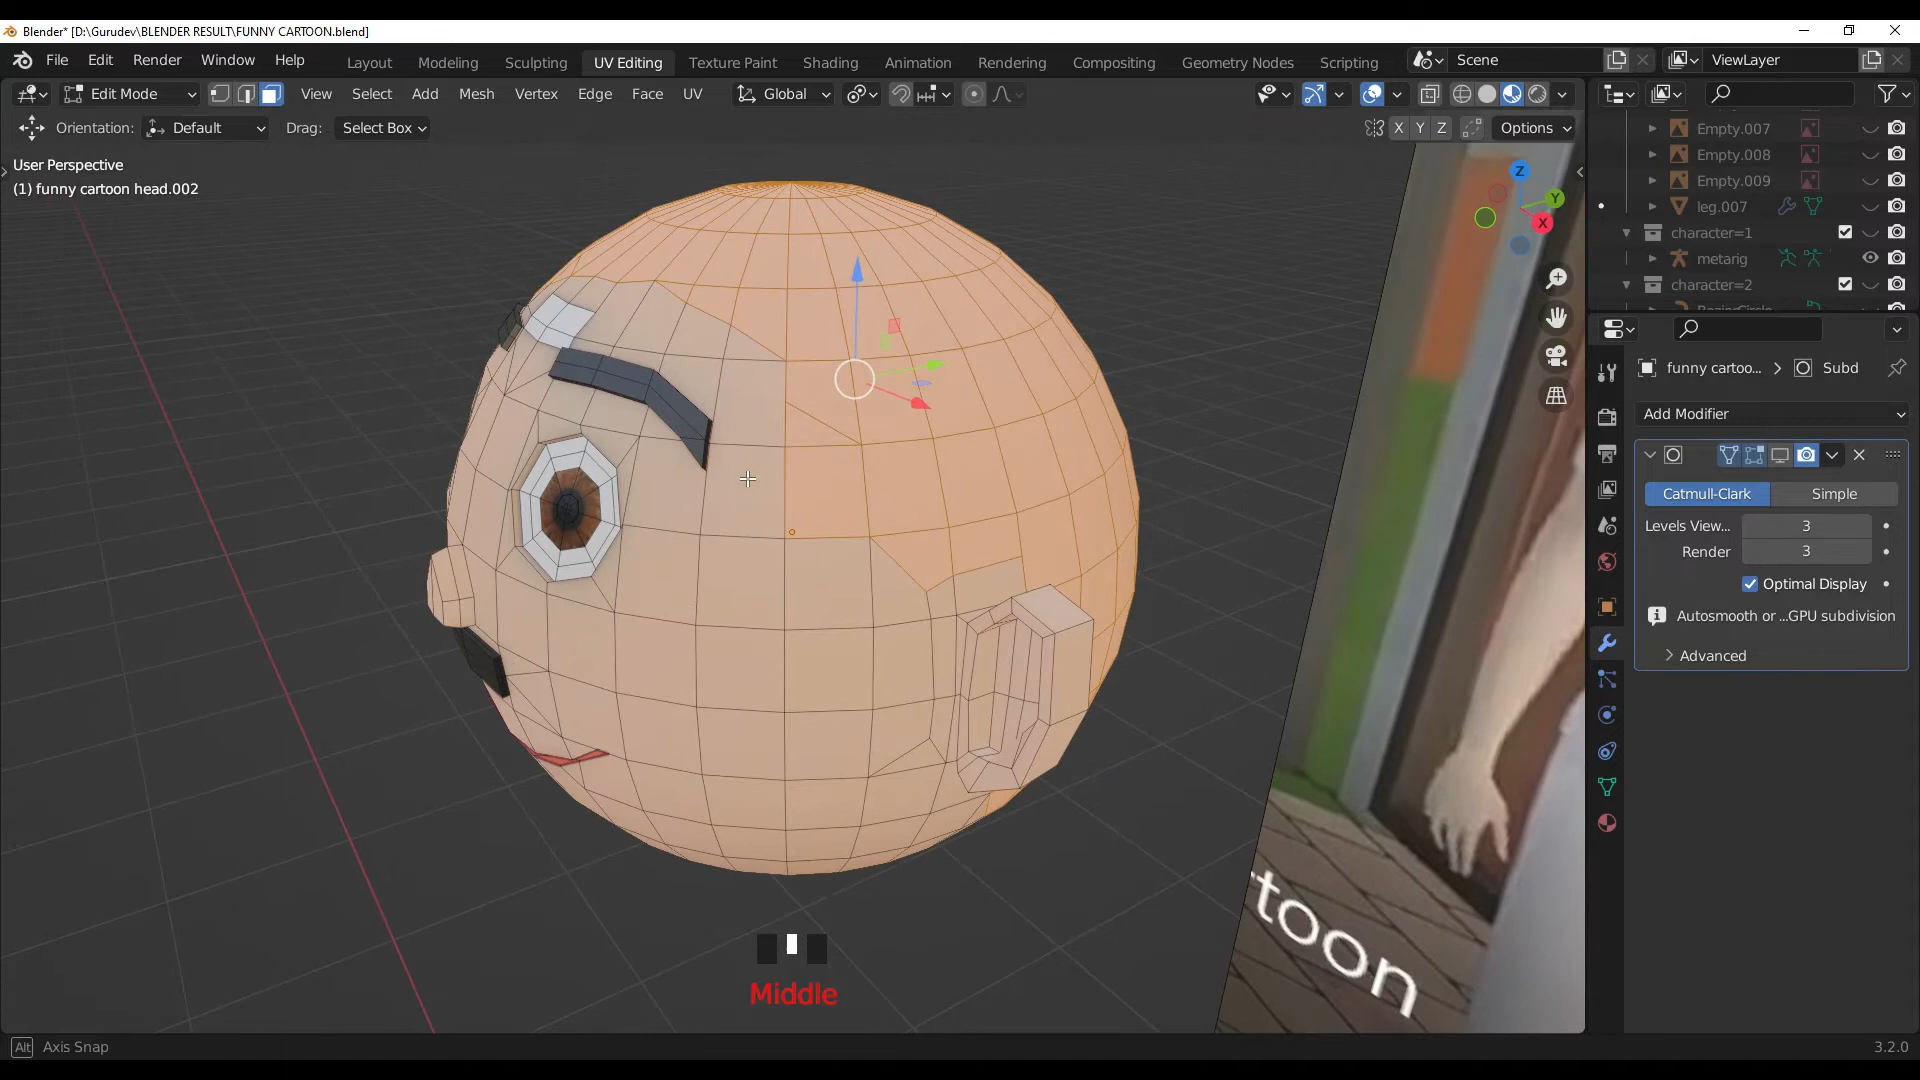 Blender* [D:\Gurudev\BLENDER RESULT\FUNNY CARTOON.blend]
File Edit Render Window Help Layout Modeling Sculpting UV Editing Texture Paint Shading Animation Rendering Compositing Geometry Nodes Scripting Scene ViewLayer
Edit Mode View Select Add Mesh Vertex Edge Face UV Global
Orientation: Default Drag: Select Box X Y Z Options
User Perspective
(1) funny cartoon head.002
Z
Y
X
Empty.007
Empty.008
Empty.009
leg.007
character=1
metarig
character=2
funny cartoo... Subd
Add Modifier
Catmull-Clark Simple
Levels View... 3
Render 3
Optimal Display
Autosmooth or ...GPU subdivision
Advanced
rtoon
Middle
Alt Axis Snap 3.2.0